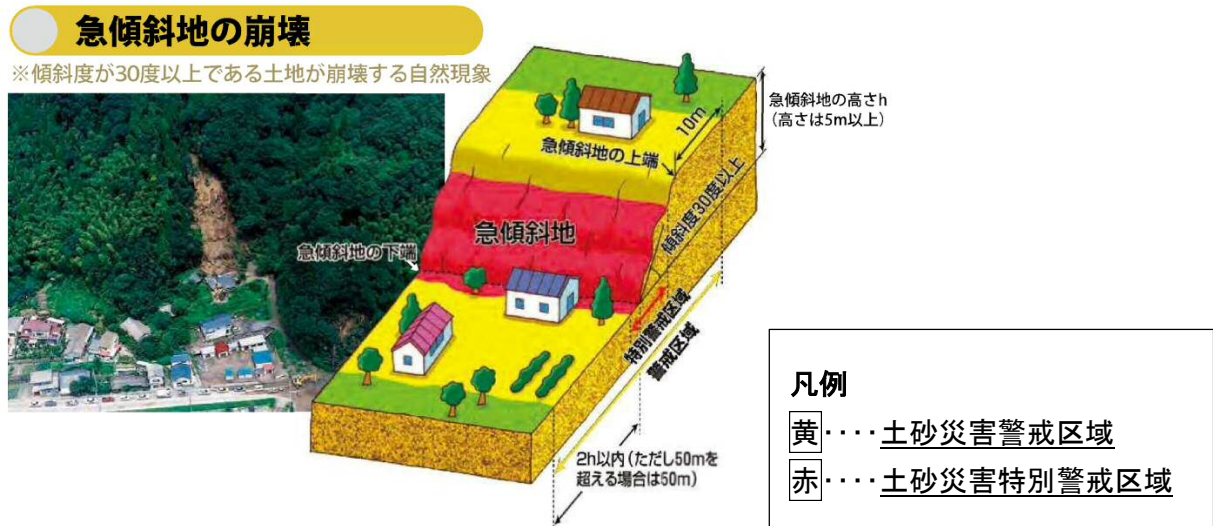 急傾斜地の崩壊
※傾斜度が30度以上である土地が崩壊する自然現象
急傾斜地の高さh
（高さは5m以上）
10m
急傾斜地の上端
傾斜度30度以上
急傾斜地
急傾斜地の下端
特別警戒区域
警戒区域
2h以内（ただし50mを
超える場合は50m）
凡例
黄････土砂災害警戒区域
赤････土砂災害特別警戒区域